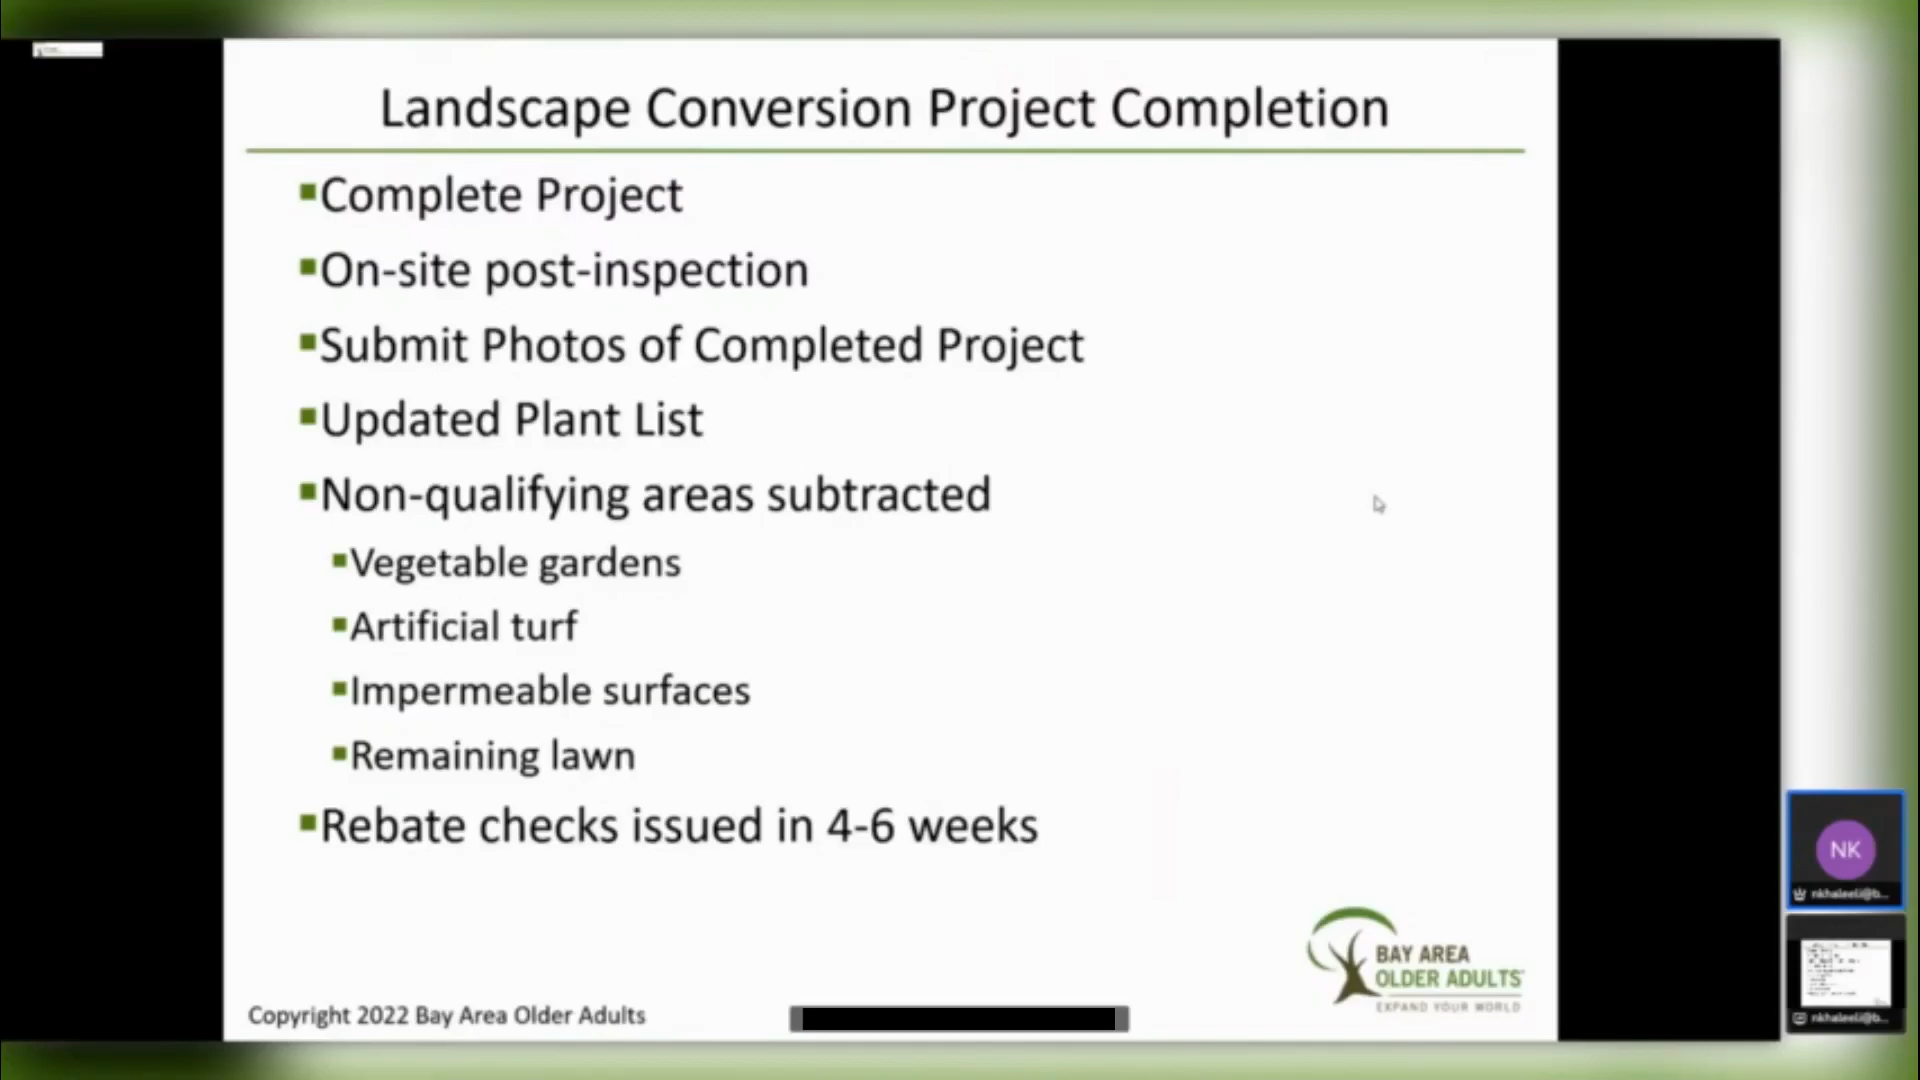 Landscape Conversion Project Completion
Complete Project
On-site post-inspection
Submit Photos of Completed Project
Updated Plant List
Non-qualifying areas subtracted
Vegetable gardens
Artificial turf
Impermeable surfaces
Remaining lawn
Rebate checks issued in 4-6 weeks
NK
nkhaleeli@b...
BAY AREA
OLDER ADULTS
EXPAND YOUR WORLD
Copyright 2022 Bay Area Older Adults
nkhaleeli@b...